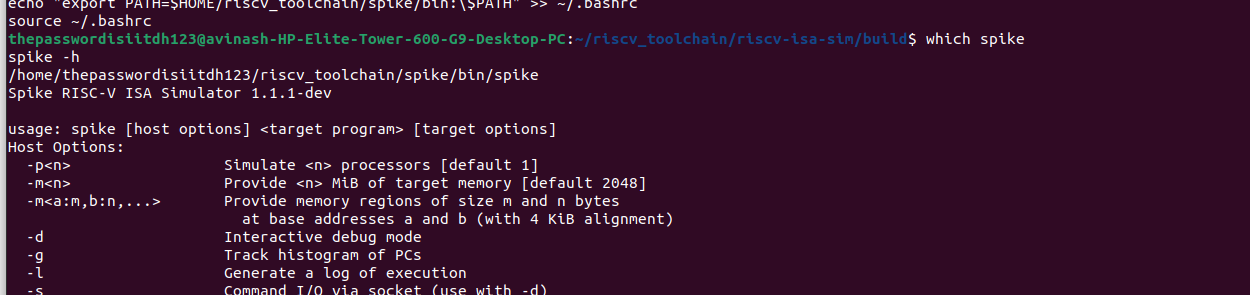 echo "export PATH=$HOME/riscv_toolchain/spike/bin:\$PATH" >> ~/.bashrc
source ~/.bashrc
thepasswordisiitdh123@avinash-HP-Elite-Tower-600-G9-Desktop-PC:~/riscv_toolchain/riscv-isa-sim/build$ which spike
spike -h
/home/thepasswordisiitdh123/riscv_toolchain/spike/bin/spike
Spike RISC-V ISA Simulator 1.1.1-dev

usage: spike [host options] <target program> [target options]
Host Options:
  -p<n>                 Simulate <n> processors [default 1]
  -m<n>                 Provide <n> MiB of target memory [default 2048]
  -m<a:m,b:n,...>       Provide memory regions of size m and n bytes
                          at base addresses a and b (with 4 KiB alignment)
  -d                    Interactive debug mode
  -g                    Track histogram of PCs
  -l                    Generate a log of execution
  -s                    Command I/O via socket (use with -d)